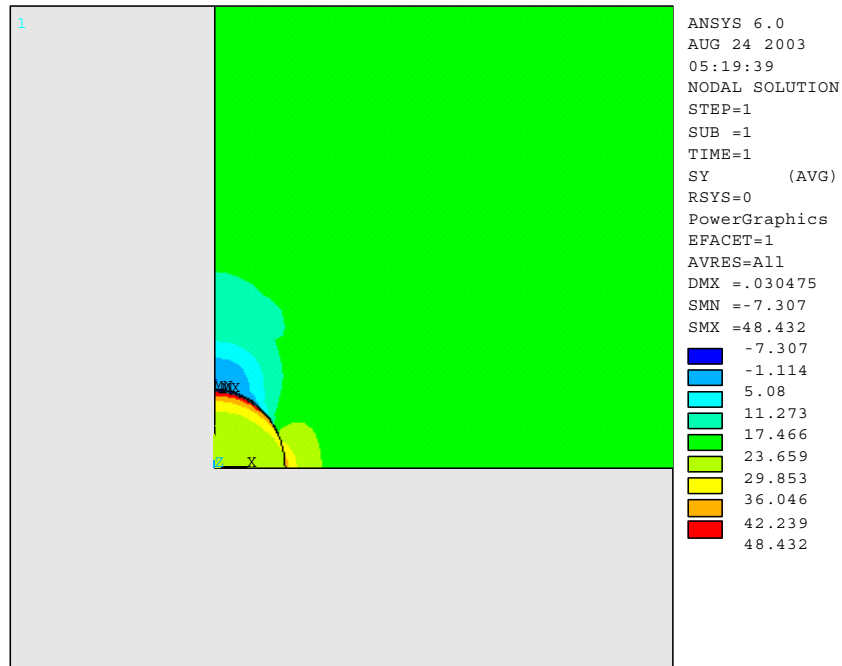 1
ANSYS 6.0
AUG 24 2003
05:19:39
NODAL SOLUTION
STEP=1
SUB =1
TIME=1
SY (AVG)
RSYS=0
PowerGraphics
EFACET=1
AVRES=All
DMX =.030475
SMN =-7.307
SMX =48.432
-7.307
-1.114
5.08
11.273
17.466
23.659
29.853
36.046
42.239
48.432
Z X